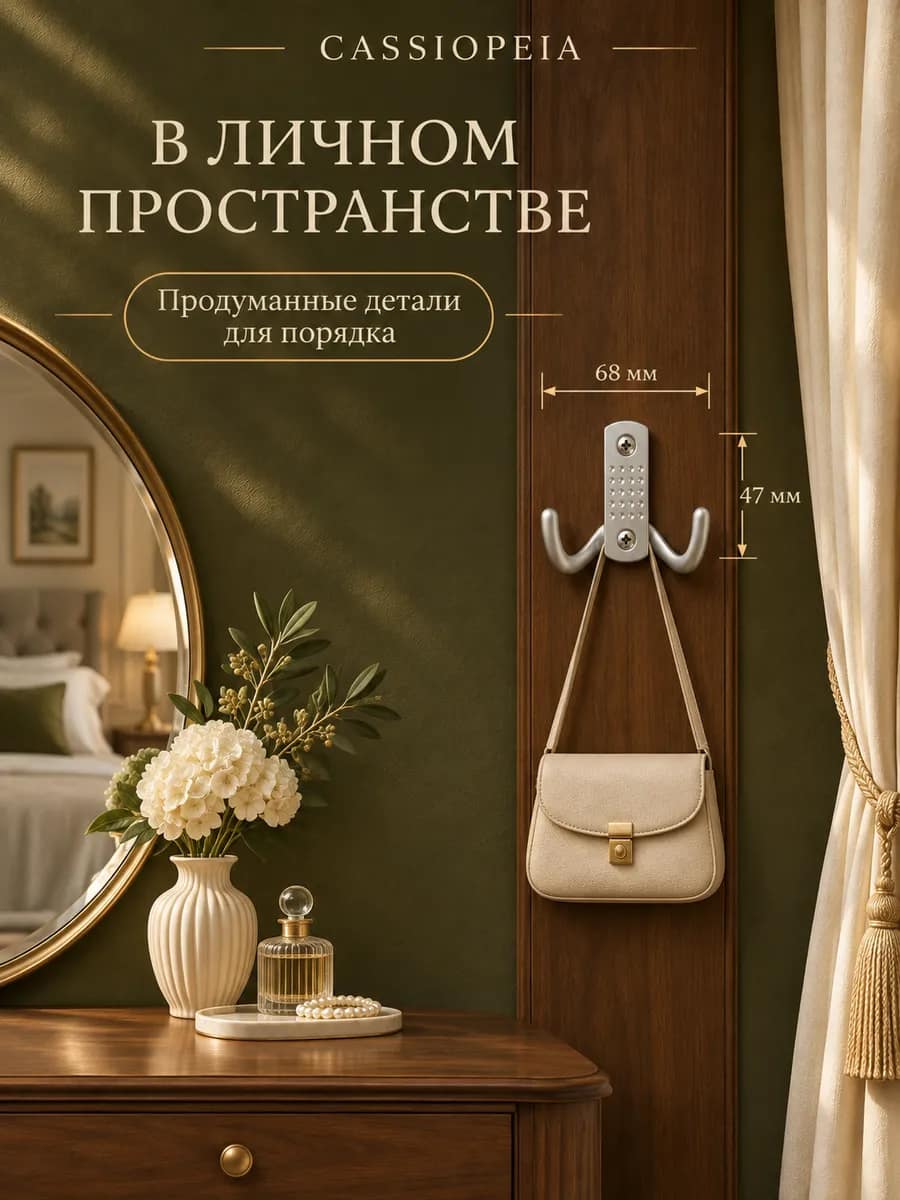 CASSIOPEIA
В ЛИЧНОМ
ПРОСТРАНСТВЕ
Продуманные детали
для порядка
68 мм
47 мм